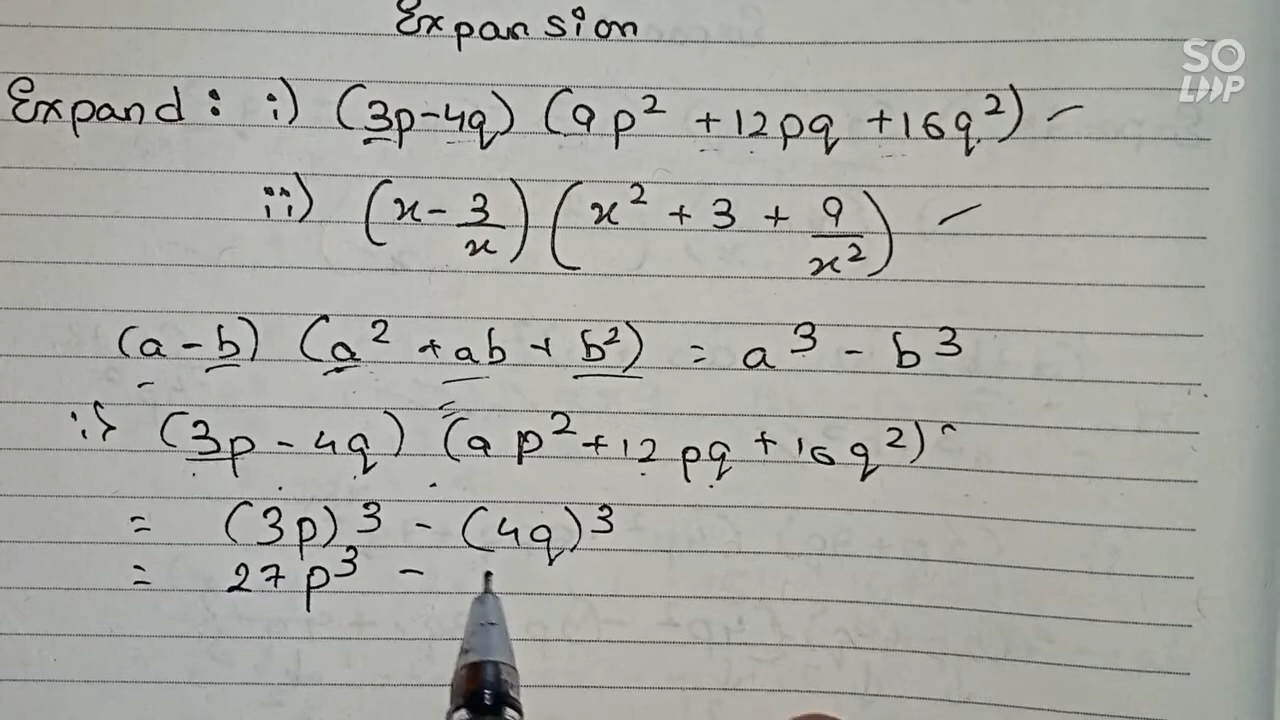 Expansion
SO
LOOP
Expand: i) (3p-4q) (9p² +12pq +16q²)
ii) (x - 3/x) (x² + 3 + 9/x²)
(a-b) (a² +ab + b²) = a³ - b³
i) (3p - 4q) (9p² +12pq +16q²)
= (3p)³ - (4q)³
= 27p³ -